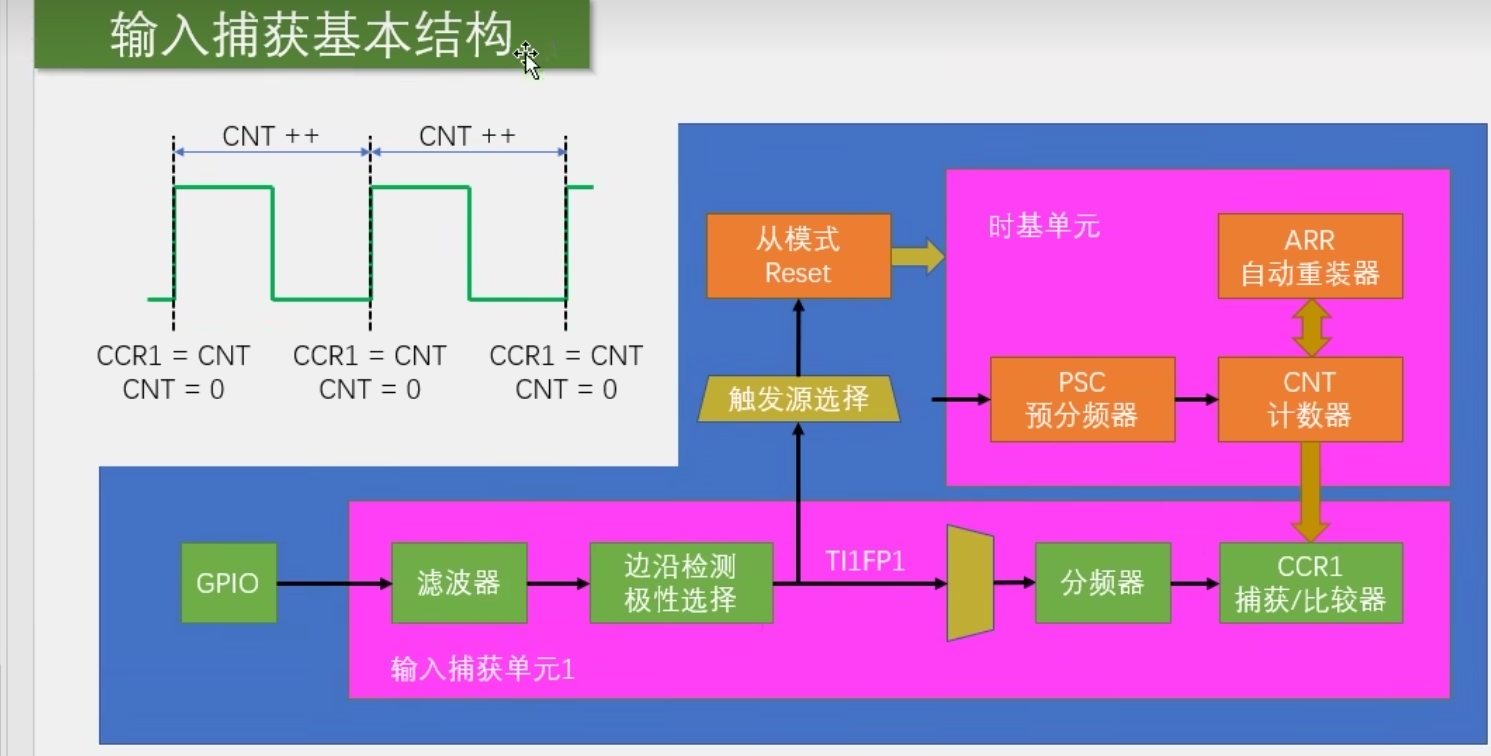 输入捕获基本结构
CNT ++
CNT ++
CCR1 = CNT
CNT = 0
CCR1 = CNT
CNT = 0
CCR1 = CNT
CNT = 0
从模式
Reset
时基单元
ARR
自动重装器
触发源选择
PSC
预分频器
CNT
计数器
GPIO
滤波器
边沿检测
极性选择
TI1FP1
分频器
CCR1
捕获/比较器
输入捕获单元1